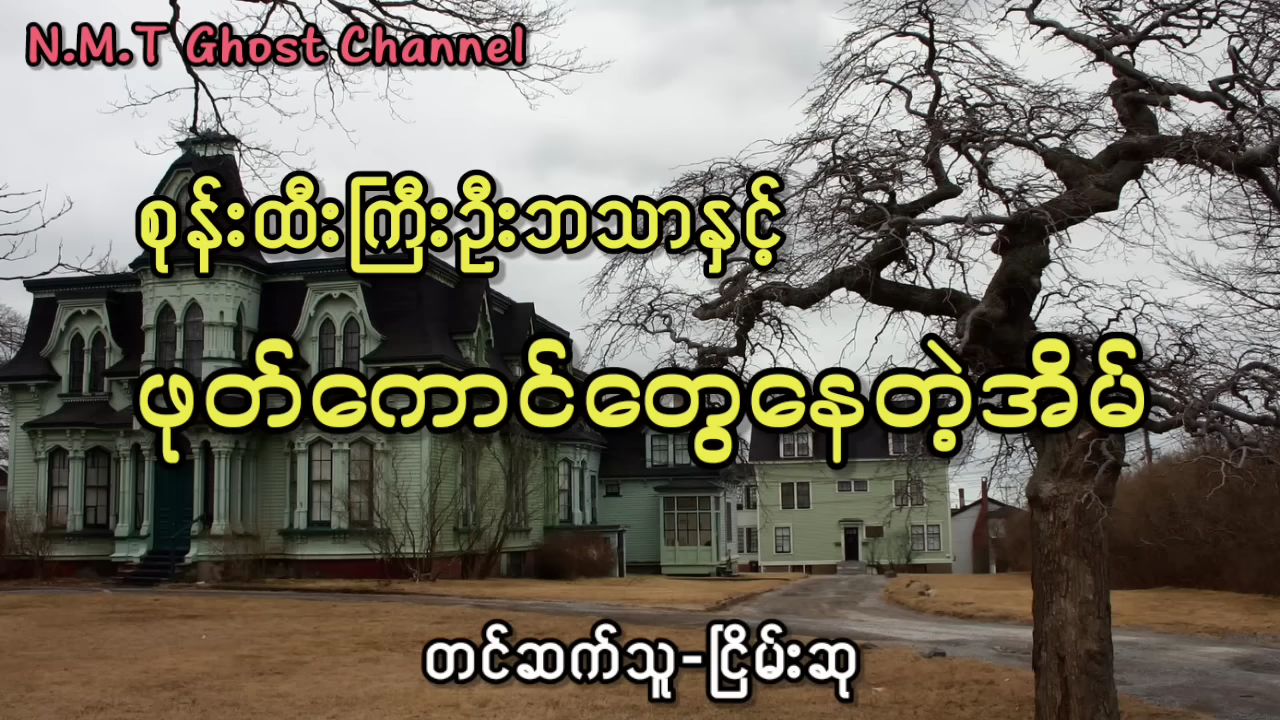 N.M.T Ghost Channel
စုန်းထီးကြီးဦးဘသာနှင့်
ဖုတ်ကောင်တွေနေတဲ့အိမ်
တင်ဆက်သူ-ငြိမ်းဆု